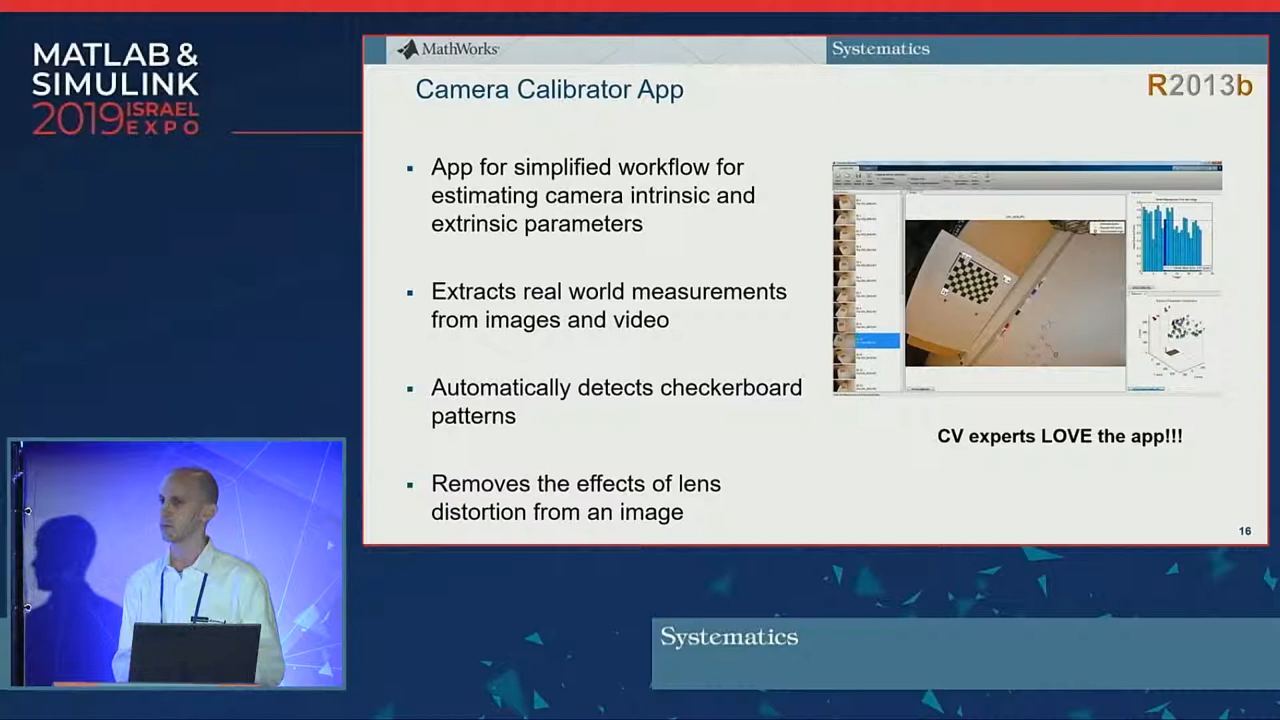 MATLAB &
SIMULINK
2019 ISRAEL
EXPO
MathWorks
Systematics
Camera Calibrator App
R2013b
▪ App for simplified workflow for
estimating camera intrinsic and
extrinsic parameters
▪ Extracts real world measurements
from images and video
▪ Automatically detects checkerboard
patterns
▪ Removes the effects of lens
distortion from an image
CV experts LOVE the app!!!
16
Systematics